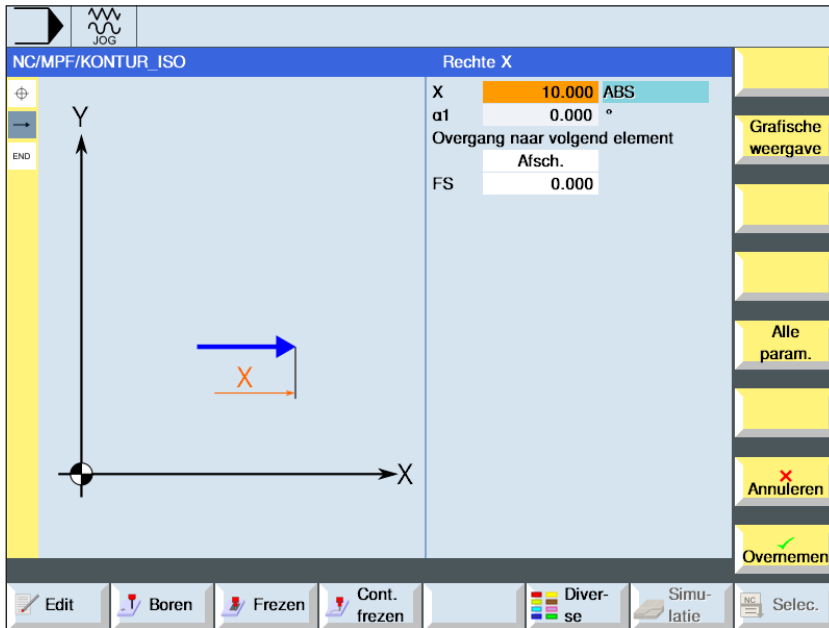 JOG
NC/MPF/KONTUR_ISO
Rechte X
X 10.000 ABS
α1 0.000 °
Overgang naar volgend element
Afsch.
FS 0.000
END
Y
X
X
Grafische
weergave
Alle
param.
Annuleren
Overnemen
Edit
Boren
Frezen
Cont.
frezen
Diver-
se
Simu-
latie
NC
Selec.